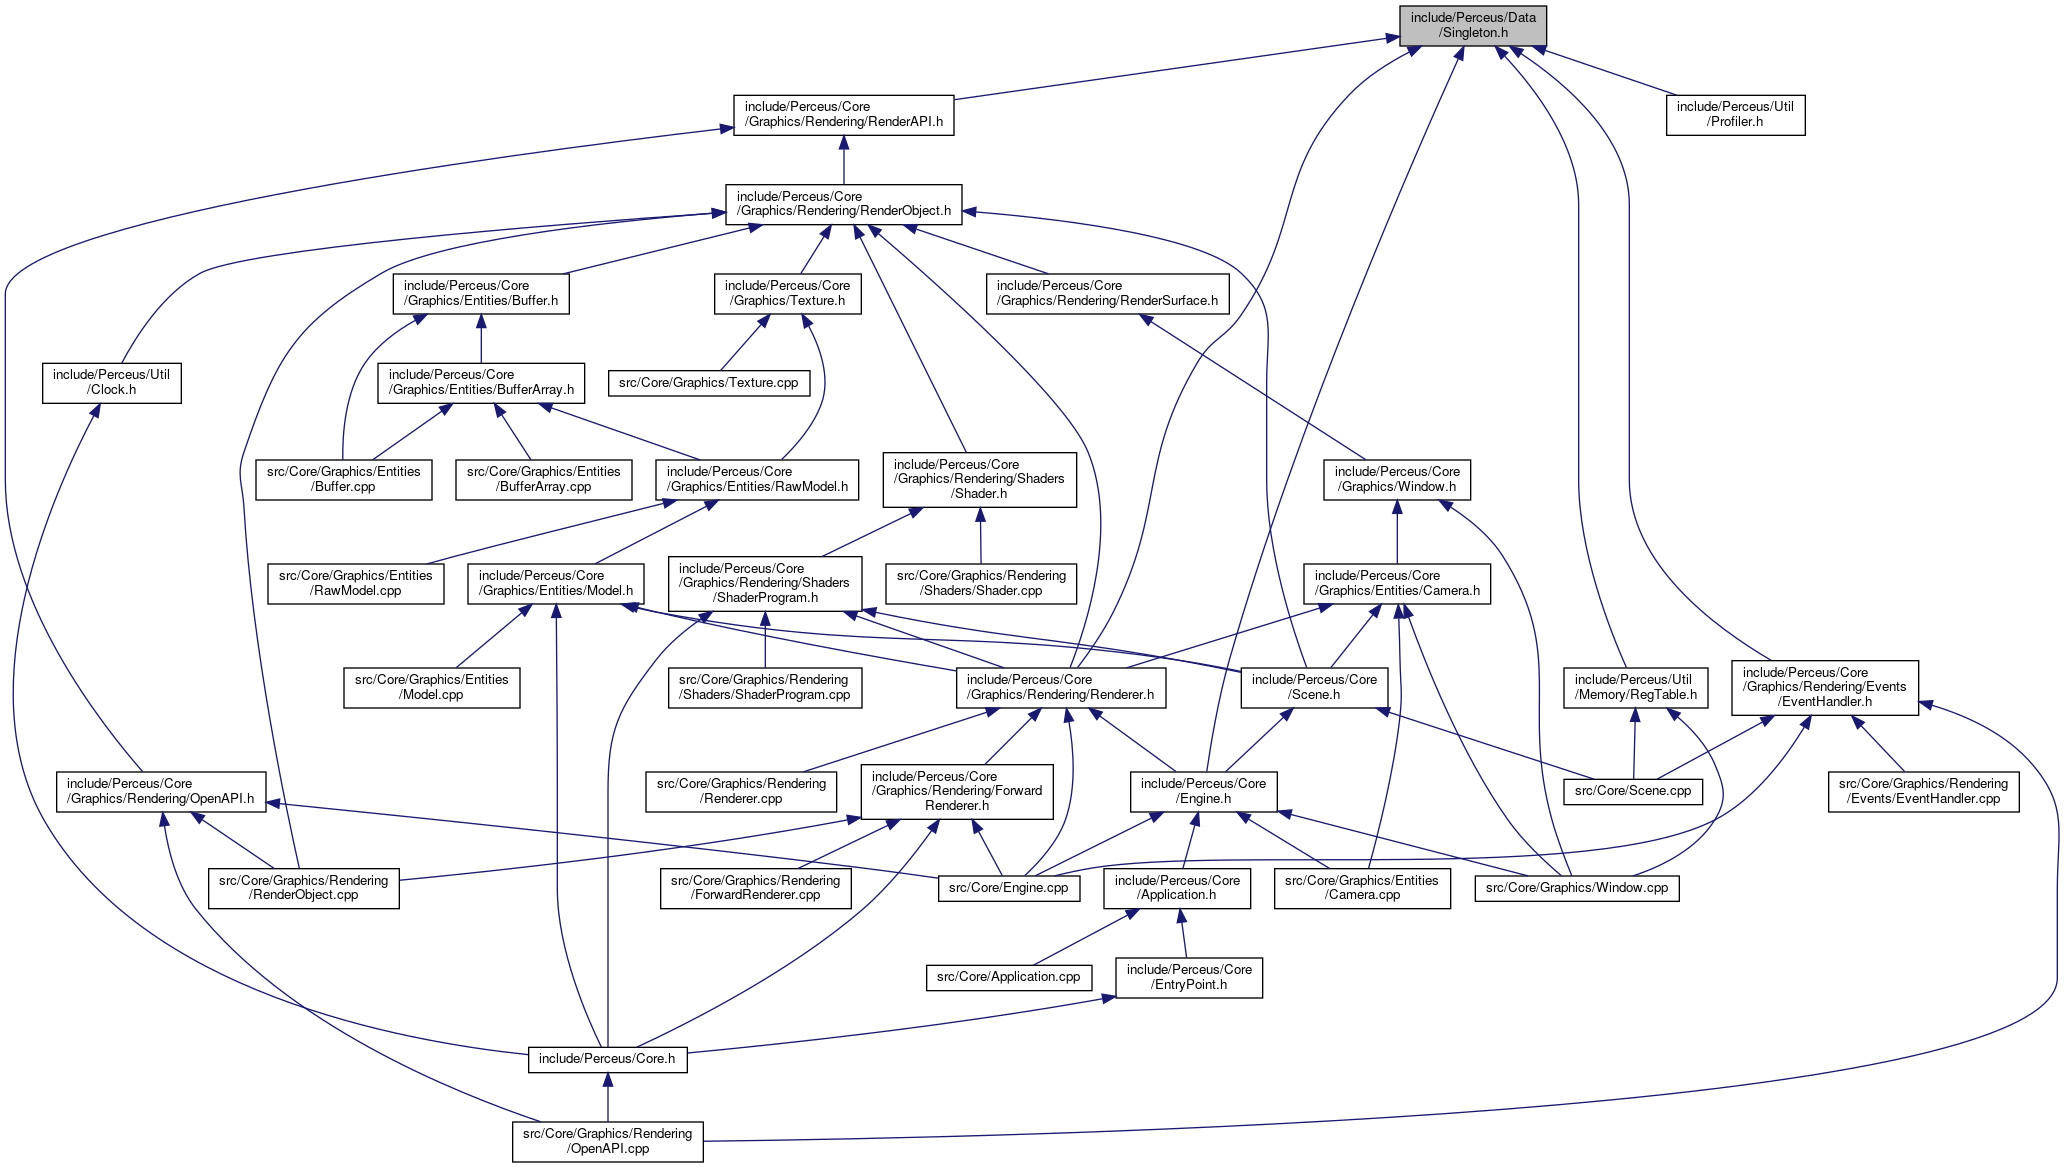 include/Perceus/Data
/Singleton.h
include/Perceus/Core
/Graphics/Rendering/RenderAPI.h
include/Perceus/Util
/Profiler.h
include/Perceus/Core
/Graphics/Rendering/RenderObject.h
include/Perceus/Core
/Graphics/Entities/Buffer.h
include/Perceus/Core
/Graphics/Texture.h
include/Perceus/Core
/Graphics/Rendering/RenderSurface.h
include/Perceus/Util
/Clock.h
include/Perceus/Core
/Graphics/Entities/BufferArray.h
src/Core/Graphics/Texture.cpp
src/Core/Graphics/Entities
/Buffer.cpp
src/Core/Graphics/Entities
/BufferArray.cpp
include/Perceus/Core
/Graphics/Entities/RawModel.h
include/Perceus/Core
/Graphics/Rendering/Shaders
/Shader.h
include/Perceus/Core
/Graphics/Window.h
src/Core/Graphics/Entities
/RawModel.cpp
include/Perceus/Core
/Graphics/Entities/Model.h
include/Perceus/Core
/Graphics/Rendering/Shaders
/ShaderProgram.h
src/Core/Graphics/Rendering
/Shaders/Shader.cpp
include/Perceus/Core
/Graphics/Entities/Camera.h
src/Core/Graphics/Entities
/Model.cpp
src/Core/Graphics/Rendering
/Shaders/ShaderProgram.cpp
include/Perceus/Core
/Graphics/Rendering/Renderer.h
include/Perceus/Core
/Scene.h
include/Perceus/Util
/Memory/RegTable.h
include/Perceus/Core
/Graphics/Rendering/Events
/EventHandler.h
include/Perceus/Core
/Graphics/Rendering/OpenAPI.h
src/Core/Graphics/Rendering
/Renderer.cpp
include/Perceus/Core
/Graphics/Rendering/Forward
Renderer.h
include/Perceus/Core
/Engine.h
src/Core/Scene.cpp
src/Core/Graphics/Rendering
/Events/EventHandler.cpp
src/Core/Graphics/Rendering
/RenderObject.cpp
src/Core/Graphics/Rendering
/ForwardRenderer.cpp
src/Core/Engine.cpp
include/Perceus/Core
/Application.h
src/Core/Graphics/Entities
/Camera.cpp
src/Core/Graphics/Window.cpp
src/Core/Application.cpp
include/Perceus/Core
/EntryPoint.h
include/Perceus/Core.h
src/Core/Graphics/Rendering
/OpenAPI.cpp